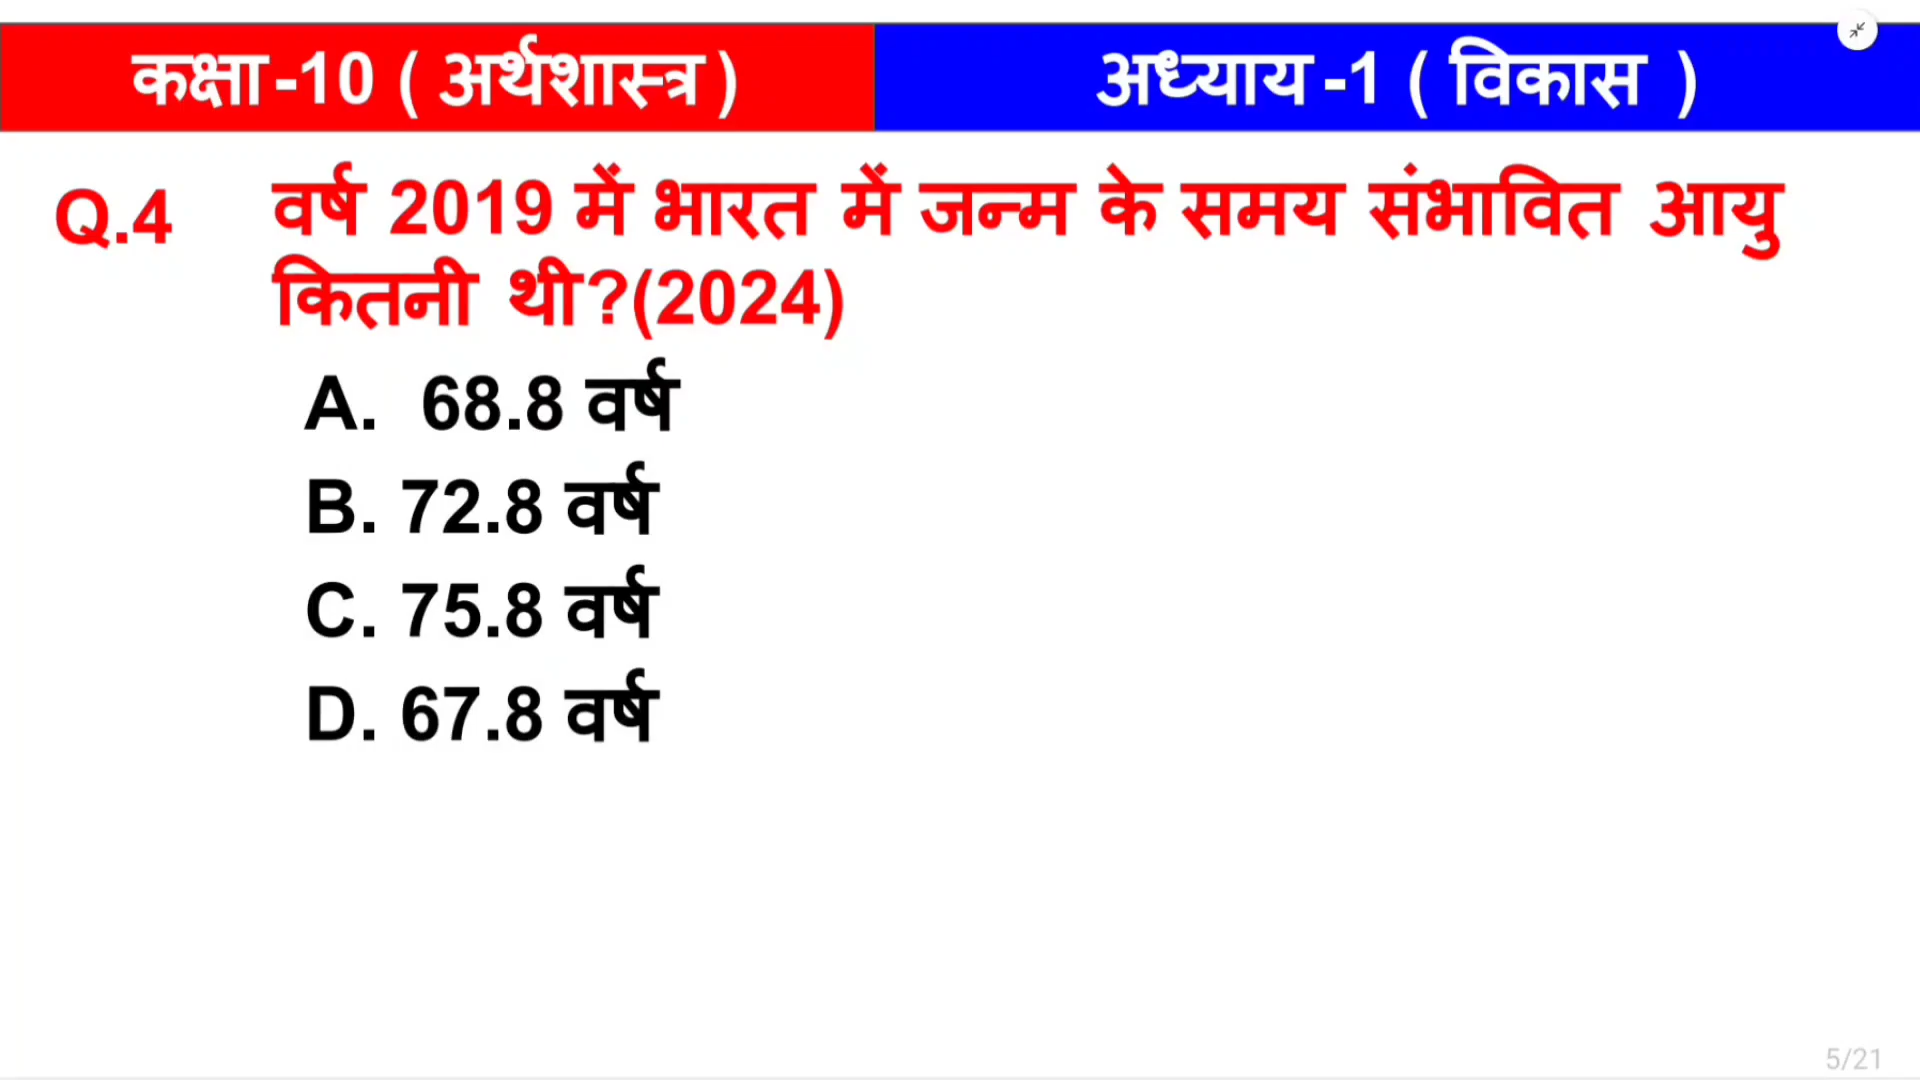 कक्षा-10 ( अर्थशास्त्र )
अध्याय -1 ( विकास )
Q.4 वर्ष 2019 में भारत में जन्म के समय संभावित आयु
कितनी थी?(2024)
A. 68.8 वर्ष
B. 72.8 वर्ष
C. 75.8 वर्ष
D. 67.8 वर्ष
5/21